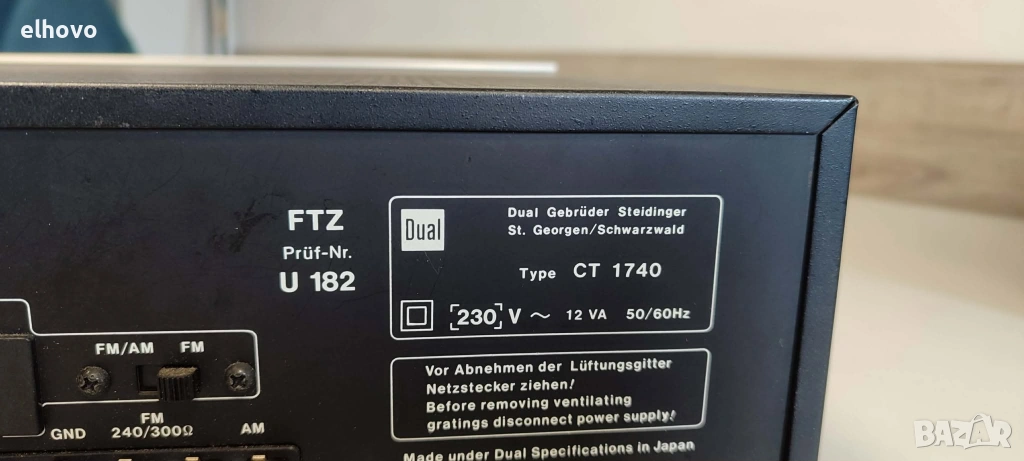 elhovo
FTZ
Prüf-Nr.
U 182
Dual
Dual Gebrüder Steidinger
St. Georgen/Schwarzwald
Type CT 1740
[230] V ~ 12 VA 50/60Hz
FM/AM FM
GND
FM
240/300Ω
AM
Vor Abnehmen der Lüftungsgitter
Netzstecker ziehen!
Before removing ventilating
gratings disconnect power supply!
Made under Dual Specifications in Japan
BAZAR